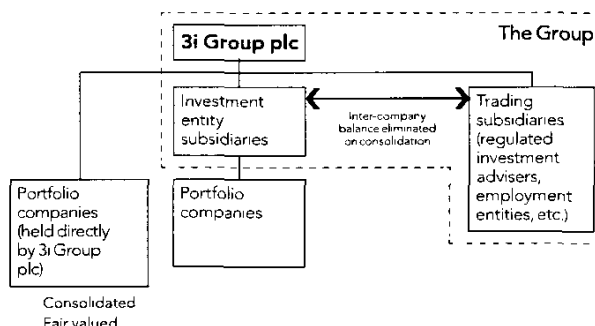 3i Group plc
The Group
Investment
entity
subsidiaries
Inter-company
balance eliminated
on consolidation
Trading
subsidiaries
(regulated
investment
advisers,
employment
entities, etc.)
Portfolio
companies
(held directly
by 3i Group
plc)
Portfolio
companies
Consolidated
Fair valued